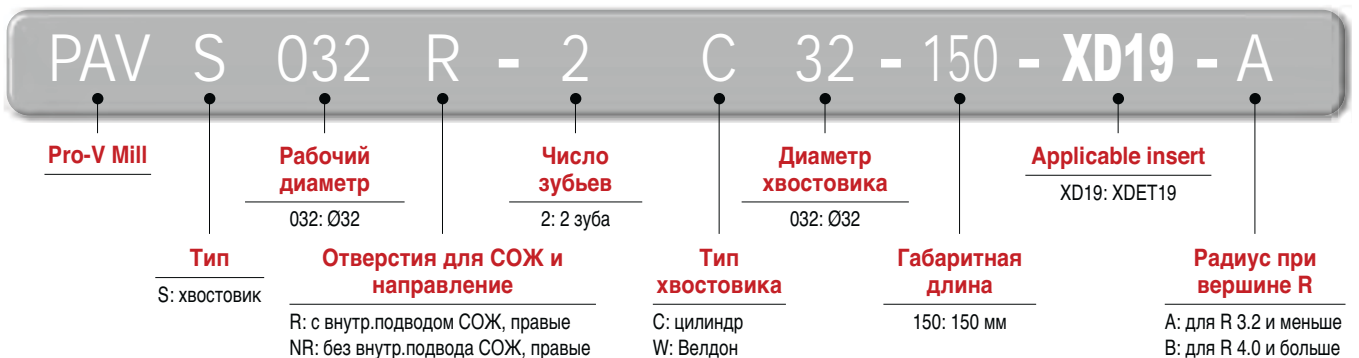 PAV S 032 R - 2 C 32 - 150 - XD19 - A
Pro-V Mill
Рабочий
диаметр
032: Ø32
Число
зубьев
2: 2 зуба
Диаметр
хвостовика
032: Ø32
Applicable insert
XD19: XDET19
Тип
S: хвостовик
Отверстия для СОЖ и
направление
R: с внутр.подводом СОЖ, правые
NR: без внутр.подвода СОЖ, правые
Тип
хвостовика
C: цилиндр
W: Велдон
Габаритная
длина
150: 150 мм
Радиус при
вершине R
A: для R 3.2 и меньше
B: для R 4.0 и больше